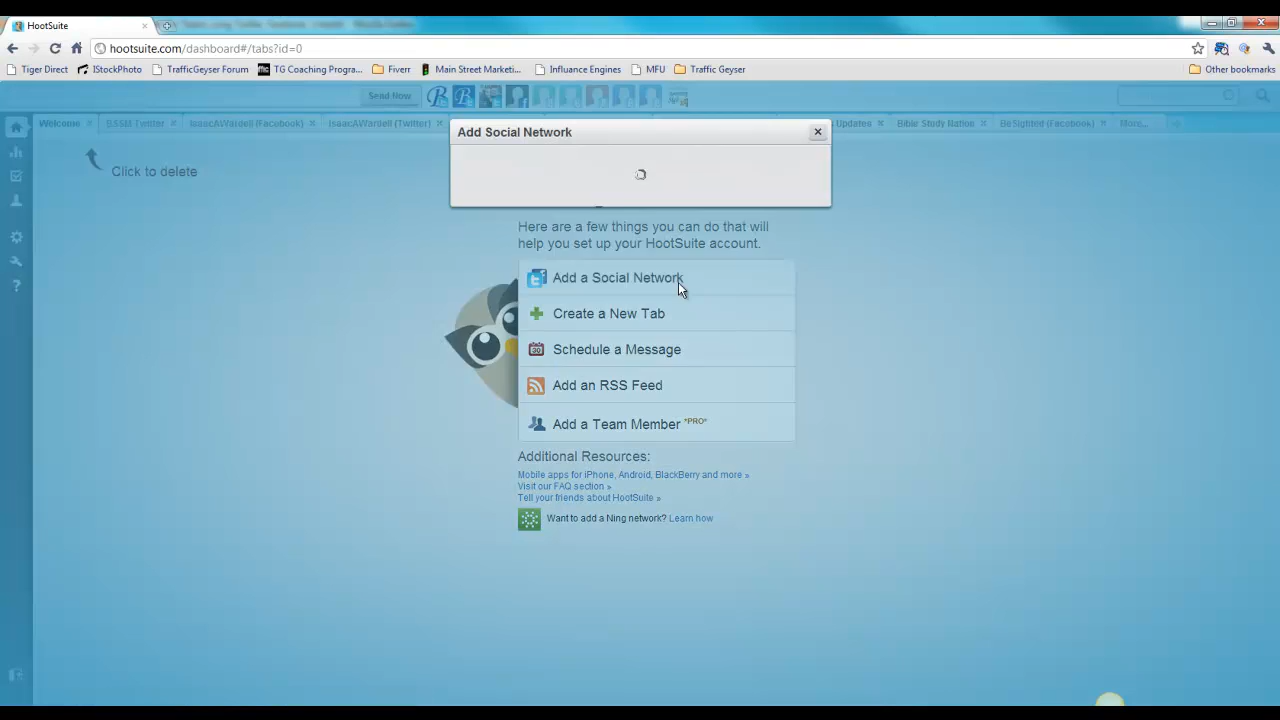 HootSuite
hootsuite.com/dashboard#/tabs?id=0
Tiger Direct iStockPhoto TrafficGeyser Forum TG Coaching Progra... Fiverr Main Street Marketi... Influance Engines MFU Traffic Geyser Other bookmarks
Send Now
Welcome BSSM Twitter IsaacAWardell (Facebook) IsaacAWardell (Twitter) Updates Bible Study Nation BeSighted (Facebook) More...
Add Social Network
Click to delete
Here are a few things you can do that will
help you set up your HootSuite account.
Add a Social Network
Create a New Tab
30 Schedule a Message
Add an RSS Feed
Add a Team Member *PRO*
Additional Resources:
Mobile apps for iPhone, Android, BlackBerry and more »
Visit our FAQ section »
Tell your friends about HootSuite »
Want to add a Ning network? Learn how